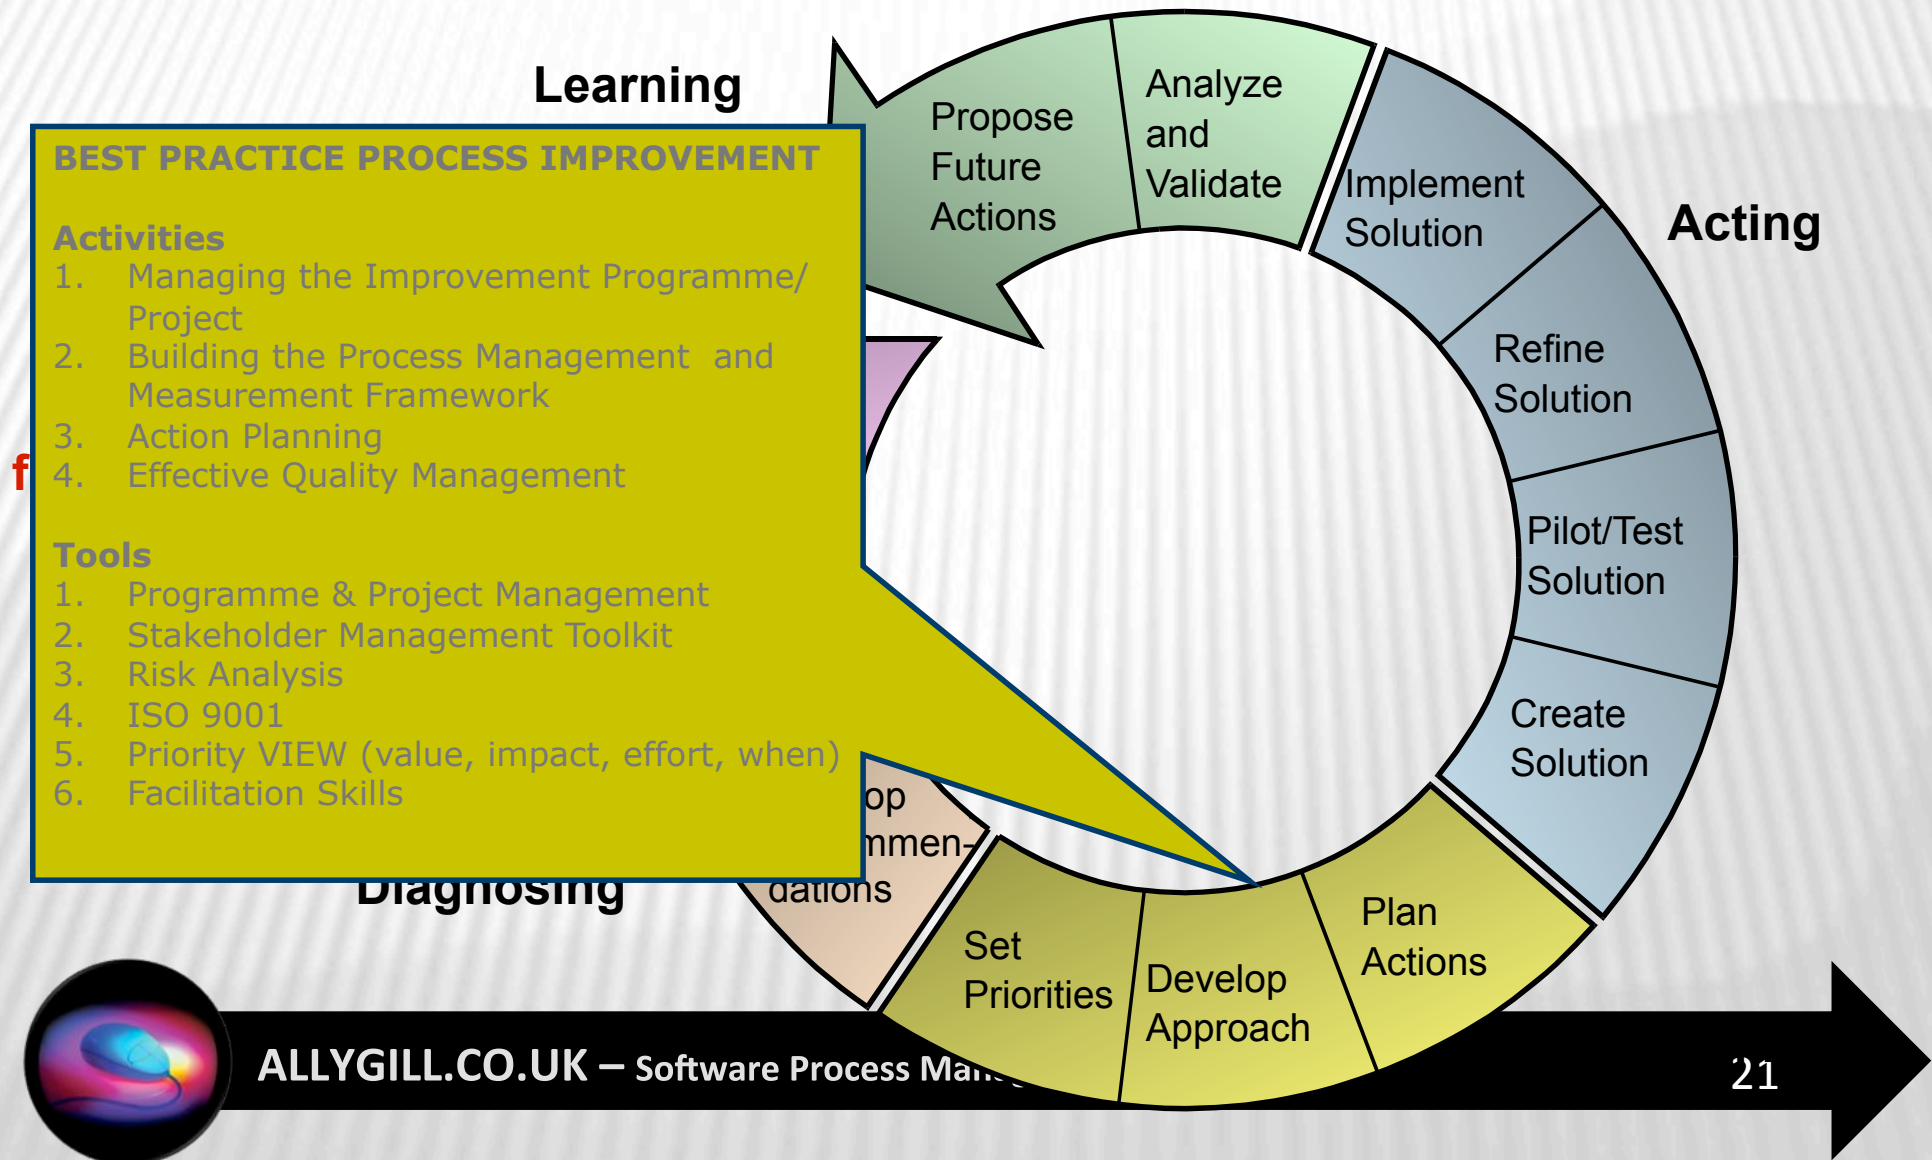 Learning
Analyze
and
Validate
Propose
Future
Actions
Implement
Solution
Acting
Refine
Solution
Pilot/Test
Solution
Create
Solution
Plan
Actions
Develop
Approach
Set
Priorities
dations
Diagnosing
BEST PRACTICE PROCESS IMPROVEMENT
Activities
1. Managing the Improvement Programme/
Project
2. Building the Process Management and
Measurement Framework
3. Action Planning
4. Effective Quality Management
Tools
1. Programme & Project Management
2. Stakeholder Management Toolkit
3. Risk Analysis
4. ISO 9001
5. Priority VIEW (value, impact, effort, when)
6. Facilitation Skills
ALLYGILL.CO.UK – Software Process
21